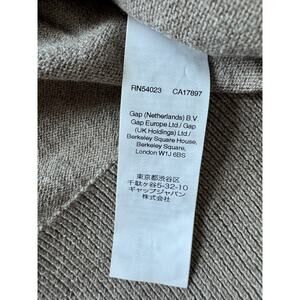 RN54023 CA17897
Gap (Netherlands) B.V.
Gap Europe Ltd / Gap
(UK Holdings) Ltd /
Berkeley Square House,
Berkeley Square,
London W1J 6BS
東京都渋谷区
千駄ヶ谷5-32-10
ギャップジャパン
株式会社